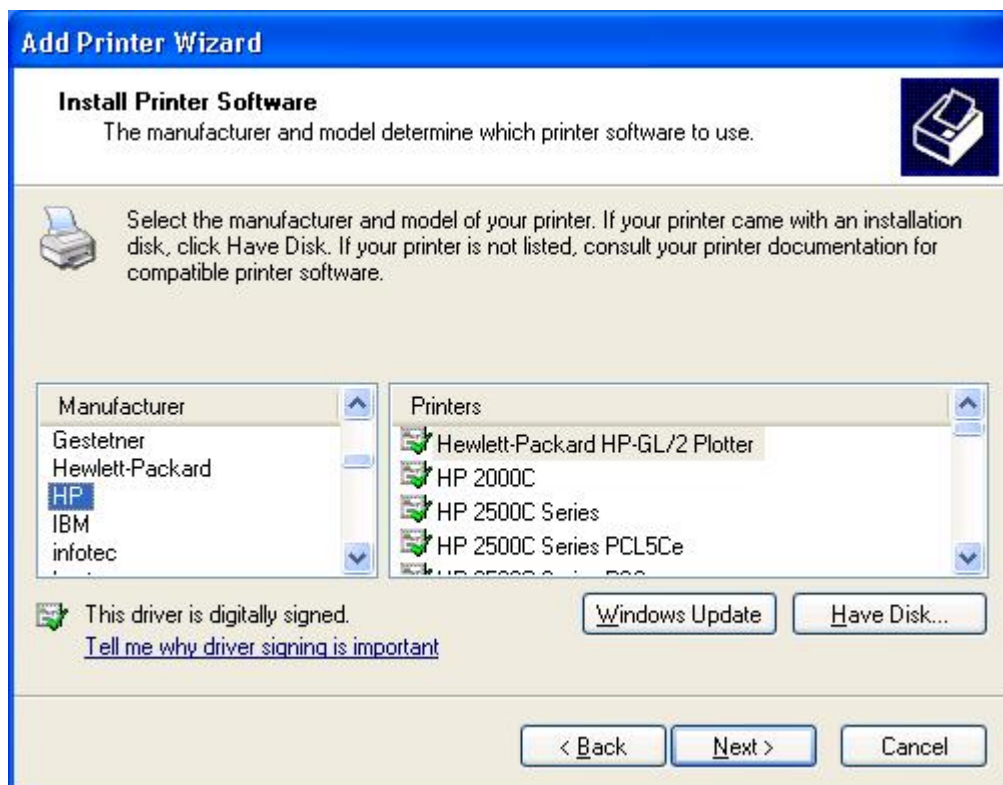 Add Printer Wizard
Install Printer Software
The manufacturer and model determine which printer software to use.
Select the manufacturer and model of your printer. If your printer came with an installation
disk, click Have Disk. If your printer is not listed, consult your printer documentation for
compatible printer software.
Manufacturer
Gestetner
Hewlett-Packard
HP
IBM
infotec
Printers
Hewlett-Packard HP-GL/2 Plotter
HP 2000C
HP 2500C Series
HP 2500C Series PCL5Ce
This driver is digitally signed.
Tell me why driver signing is important
Windows Update
Have Disk...
< Back
Next >
Cancel